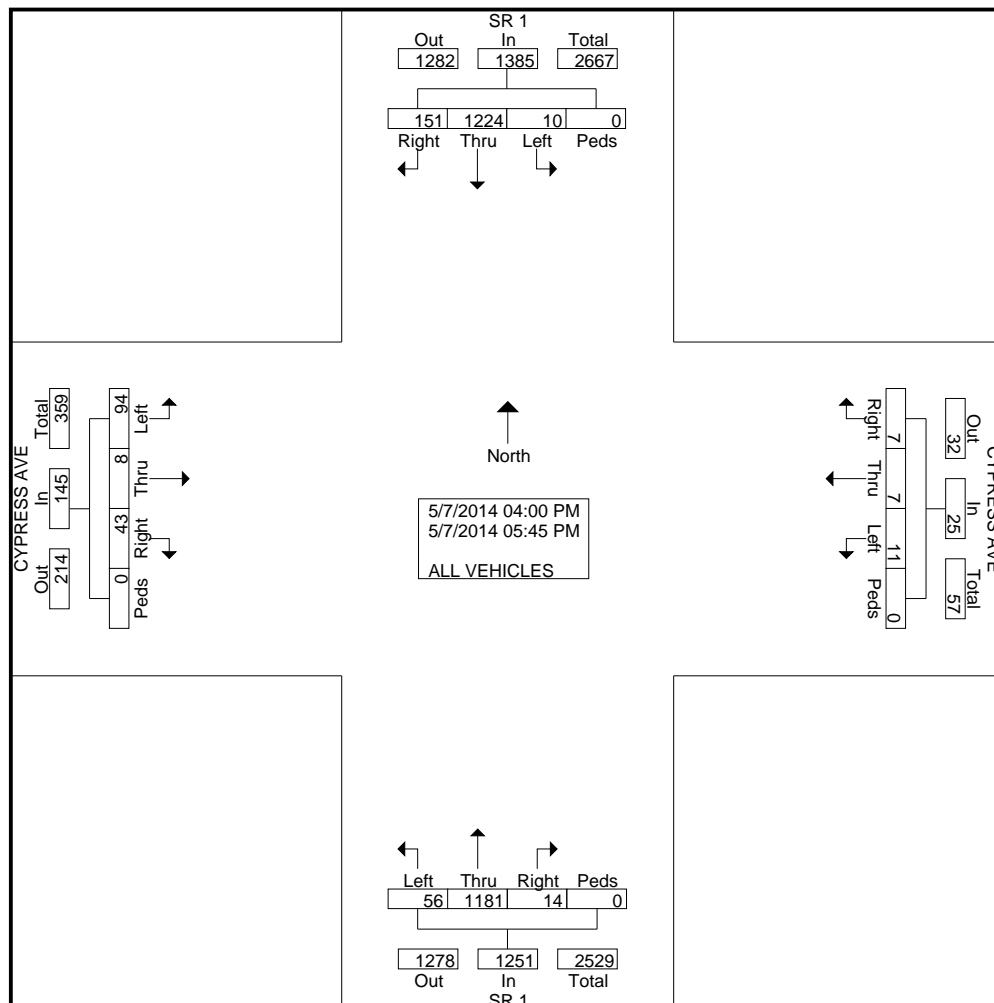 SR 1
Out In Total
1282 1385 2667
151 1224 10 0
Right Thru Left Peds
CYPRESS AVE
Total In Out
359 145 214
94 8 43 0
Left Thru Right Peds
North
5/7/2014 04:00 PM
5/7/2014 05:45 PM
ALL VEHICLES
Right Thru Left Peds
7 7 11 0
Out In Total
32 25 57
CYPRESS AVE
Left Thru Right Peds
56 1181 14 0
1278 1251 2529
Out In Total
SR 1